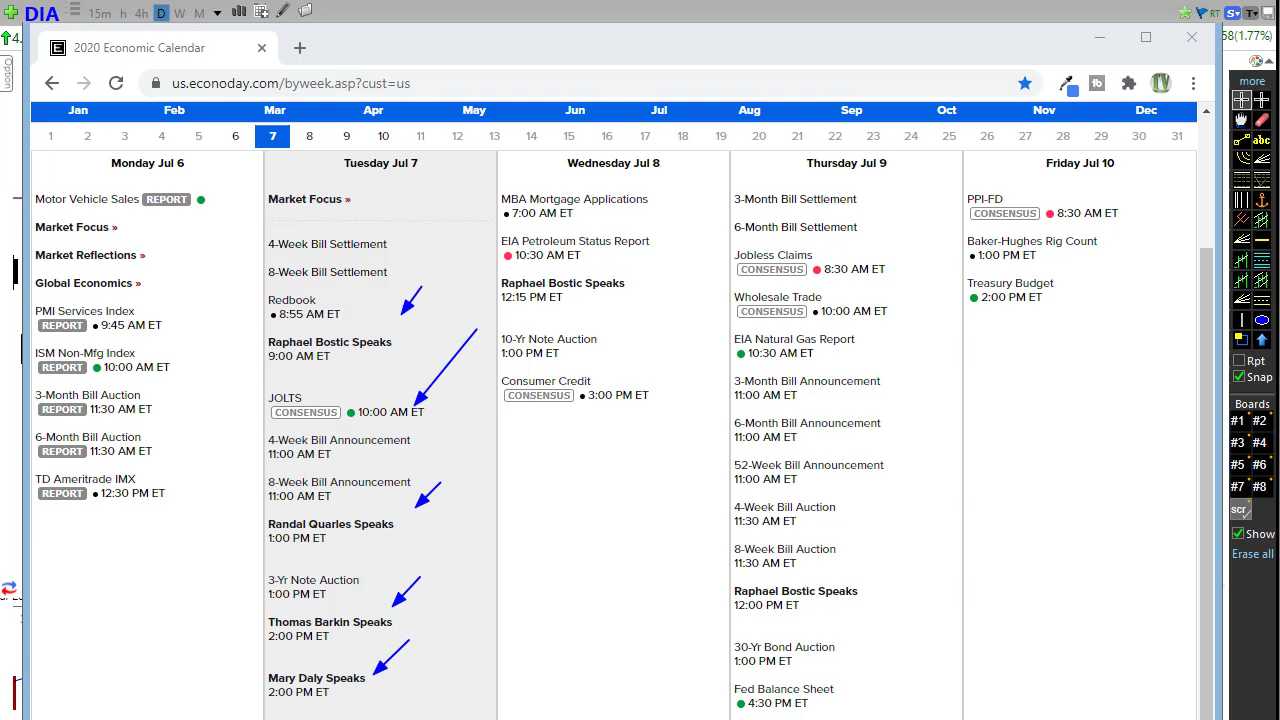 DIA
15m h 4h D W M
RT S T
4.
58(1.77%)
Option
2020 Economic Calendar
us.econoday.com/byweek.asp?cust=us
Jan Feb Mar Apr May Jun Jul Aug Sep Oct Nov Dec
1 2 3 4 5 6 7 8 9 10 11 12 13 14 15 16 17 18 19 20 21 22 23 24 25 26 27 28 29 30 31
Monday Jul 6
Motor Vehicle Sales REPORT
Market Focus »
Market Reflections »
Global Economics »
PMI Services Index
REPORT 9:45 AM ET
ISM Non-Mfg Index
REPORT 10:00 AM ET
3-Month Bill Auction
REPORT 11:30 AM ET
6-Month Bill Auction
REPORT 11:30 AM ET
TD Ameritrade IMX
REPORT 12:30 PM ET
Tuesday Jul 7
Market Focus »
4-Week Bill Settlement
8-Week Bill Settlement
Redbook
8:55 AM ET
Raphael Bostic Speaks
9:00 AM ET
JOLTS
CONSENSUS 10:00 AM ET
4-Week Bill Announcement
11:00 AM ET
8-Week Bill Announcement
11:00 AM ET
Randal Quarles Speaks
1:00 PM ET
3-Yr Note Auction
1:00 PM ET
Thomas Barkin Speaks
2:00 PM ET
Mary Daly Speaks
2:00 PM ET
Wednesday Jul 8
MBA Mortgage Applications
7:00 AM ET
EIA Petroleum Status Report
10:30 AM ET
Raphael Bostic Speaks
12:15 PM ET
10-Yr Note Auction
1:00 PM ET
Consumer Credit
CONSENSUS 3:00 PM ET
Thursday Jul 9
3-Month Bill Settlement
6-Month Bill Settlement
Jobless Claims
CONSENSUS 8:30 AM ET
Wholesale Trade
CONSENSUS 10:00 AM ET
EIA Natural Gas Report
10:30 AM ET
3-Month Bill Announcement
11:00 AM ET
6-Month Bill Announcement
11:00 AM ET
52-Week Bill Announcement
11:00 AM ET
4-Week Bill Auction
11:30 AM ET
8-Week Bill Auction
11:30 AM ET
Raphael Bostic Speaks
12:00 PM ET
30-Yr Bond Auction
1:00 PM ET
Fed Balance Sheet
4:30 PM ET
Friday Jul 10
PPI-FD
CONSENSUS 8:30 AM ET
Baker-Hughes Rig Count
1:00 PM ET
Treasury Budget
2:00 PM ET
more
abc
Rpt
Snap
Boards
#1 #2
#3 #4
#5 #6
#7 #8
scr
Show
Erase all